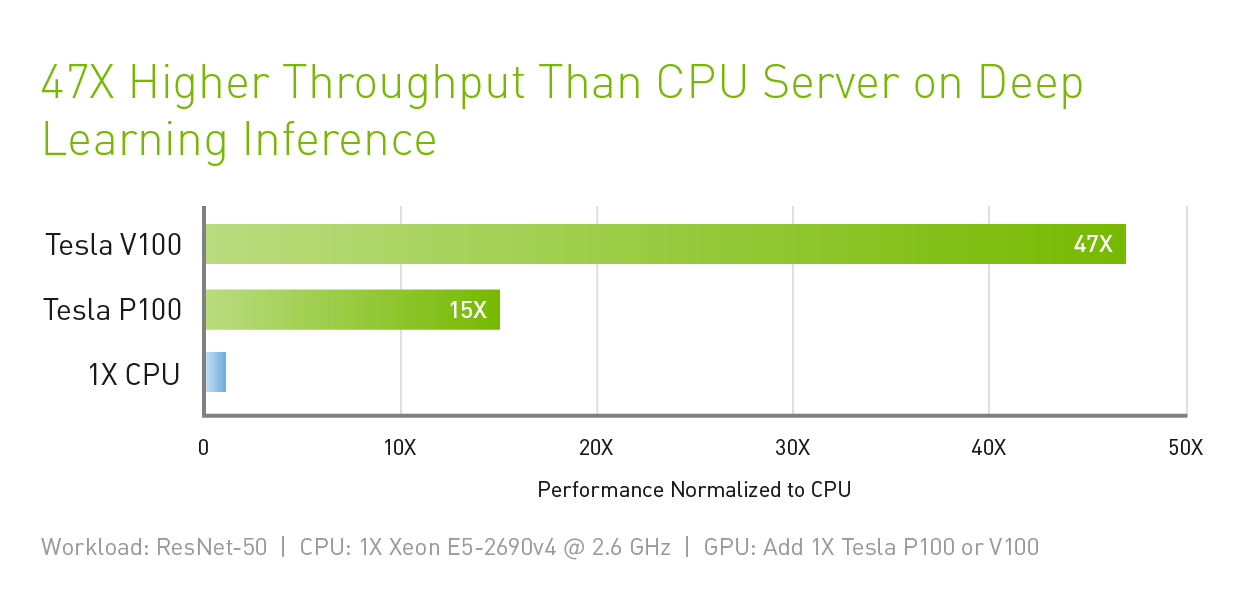 47X Higher Throughput Than CPU Server on Deep
Learning Inference
Tesla V100
47X
Tesla P100
15X
1X CPU
0
10X
20X
30X
40X
50X
Performance Normalized to CPU
Workload: ResNet-50 | CPU: 1X Xeon E5-2690v4 @ 2.6 GHz | GPU: Add 1X Tesla P100 or V100